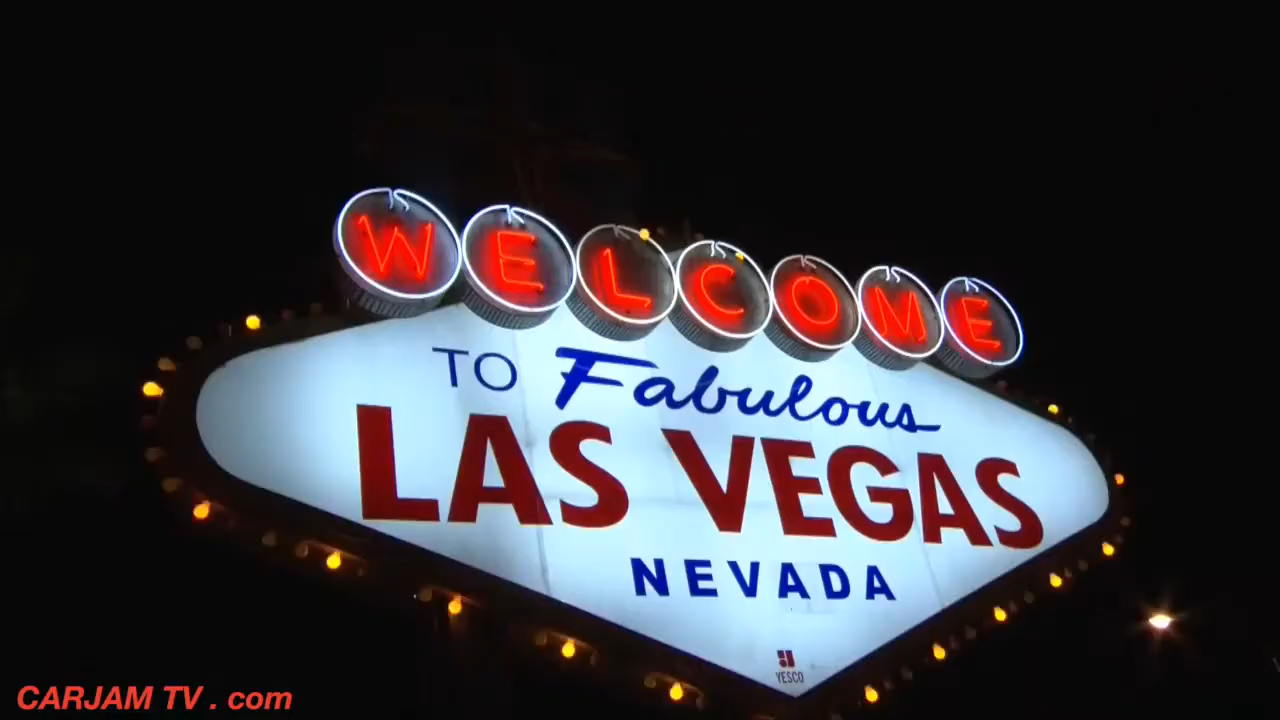 WELCOME
TO Fabulous
LAS VEGAS
NEVADA
YESCO
CARJAM TV . com